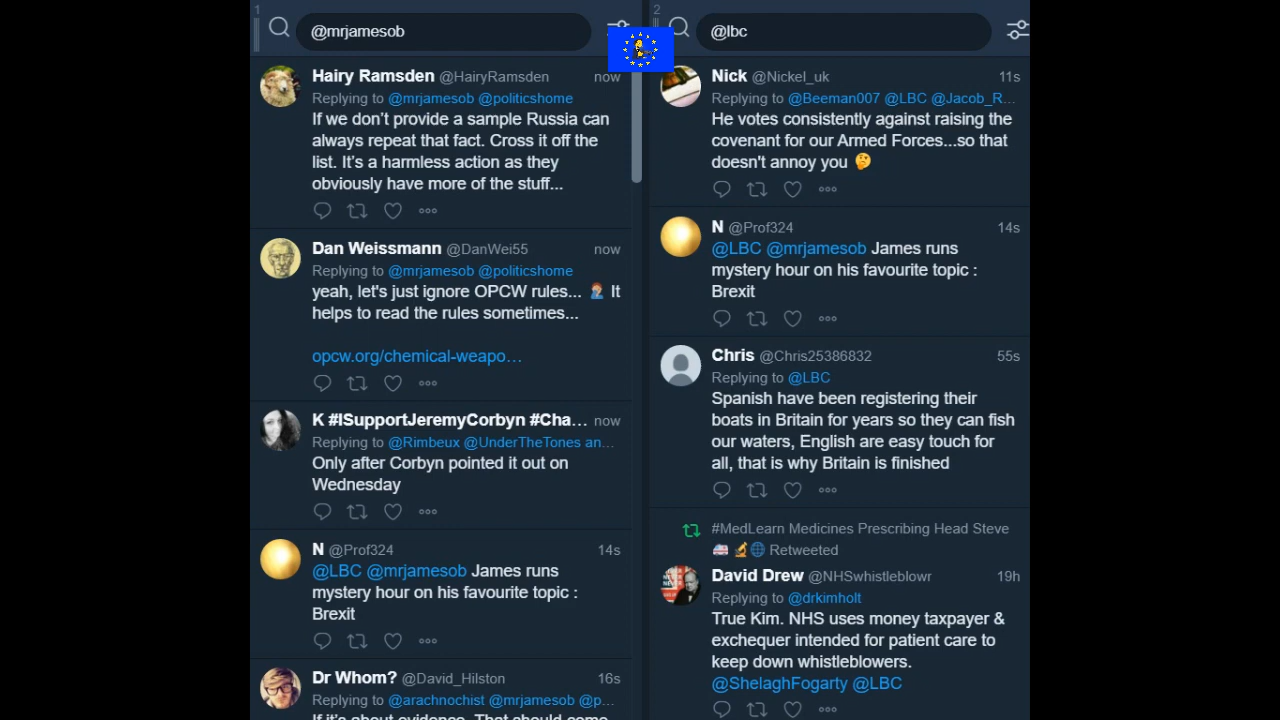 1
@mrjamesob
Hairy Ramsden @HairyRamsden now
Replying to @mrjamesob @politicshome
If we don’t provide a sample Russia can
always repeat that fact. Cross it off the
list. It’s a harmless action as they
obviously have more of the stuff...
Dan Weissmann @DanWei55 now
Replying to @mrjamesob @politicshome
yeah, let's just ignore OPCW rules... 🤦🏼‍♂️ It
helps to read the rules sometimes...
opcw.org/chemical-weapo…
K #ISupportJeremyCorbyn #Cha... now
Replying to @Rimbeux @UnderTheTones an...
Only after Corbyn pointed it out on
Wednesday
N @Prof324 14s
@LBC @mrjamesob James runs
mystery hour on his favourite topic :
Brexit
Dr Whom? @David_Hilston 16s
Replying to @arachnochist @mrjamesob @p...
If it's about evidence. That should come
2
@lbc
Nick @Nickel_uk 11s
Replying to @Beeman007 @LBC @Jacob_R...
He votes consistently against raising the
covenant for our Armed Forces...so that
doesn't annoy you 🤔
N @Prof324 14s
@LBC @mrjamesob James runs
mystery hour on his favourite topic :
Brexit
Chris @Chris25386832 55s
Replying to @LBC
Spanish have been registering their
boats in Britain for years so they can fish
our waters, English are easy touch for
all, that is why Britain is finished
#MedLearn Medicines Prescribing Head Steve
🚑 🔬🌐 Retweeted
David Drew @NHSwhistleblowr 19h
Replying to @drkimholt
True Kim. NHS uses money taxpayer &
exchequer intended for patient care to
keep down whistleblowers.
@ShelaghFogarty @LBC